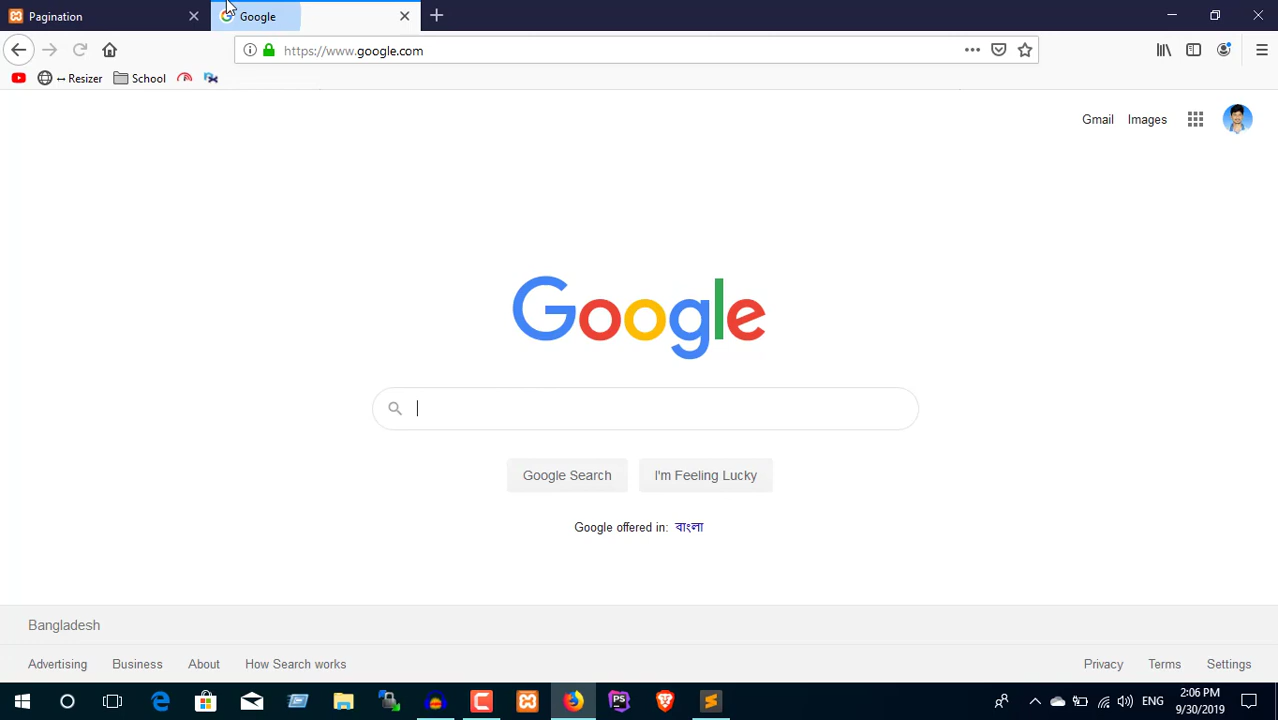 Pagination
Google
https://www.google.com
↔ Resizer
School
Gmail
Images
Google
Google Search
I'm Feeling Lucky
Google offered in: বাংলা
Bangladesh
Advertising
Business
About
How Search works
Privacy
Terms
Settings
PS
ENG
2:06 PM
9/30/2019